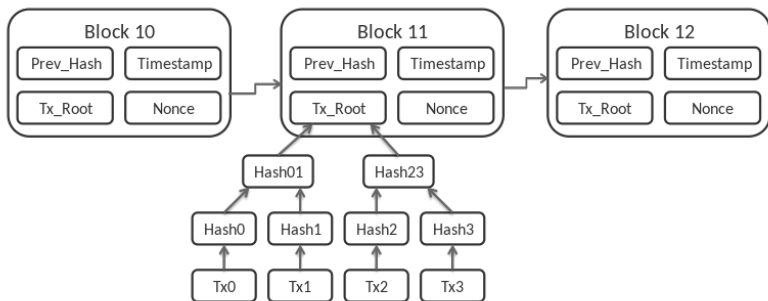 Block 10
Block 11
Block 12
Prev_Hash
Timestamp
Prev_Hash
Timestamp
Prev_Hash
Timestamp
Tx_Root
Nonce
Tx_Root
Nonce
Tx_Root
Nonce
Hash01
Hash23
Hash0
Hash1
Hash2
Hash3
Tx0
Tx1
Tx2
Tx3